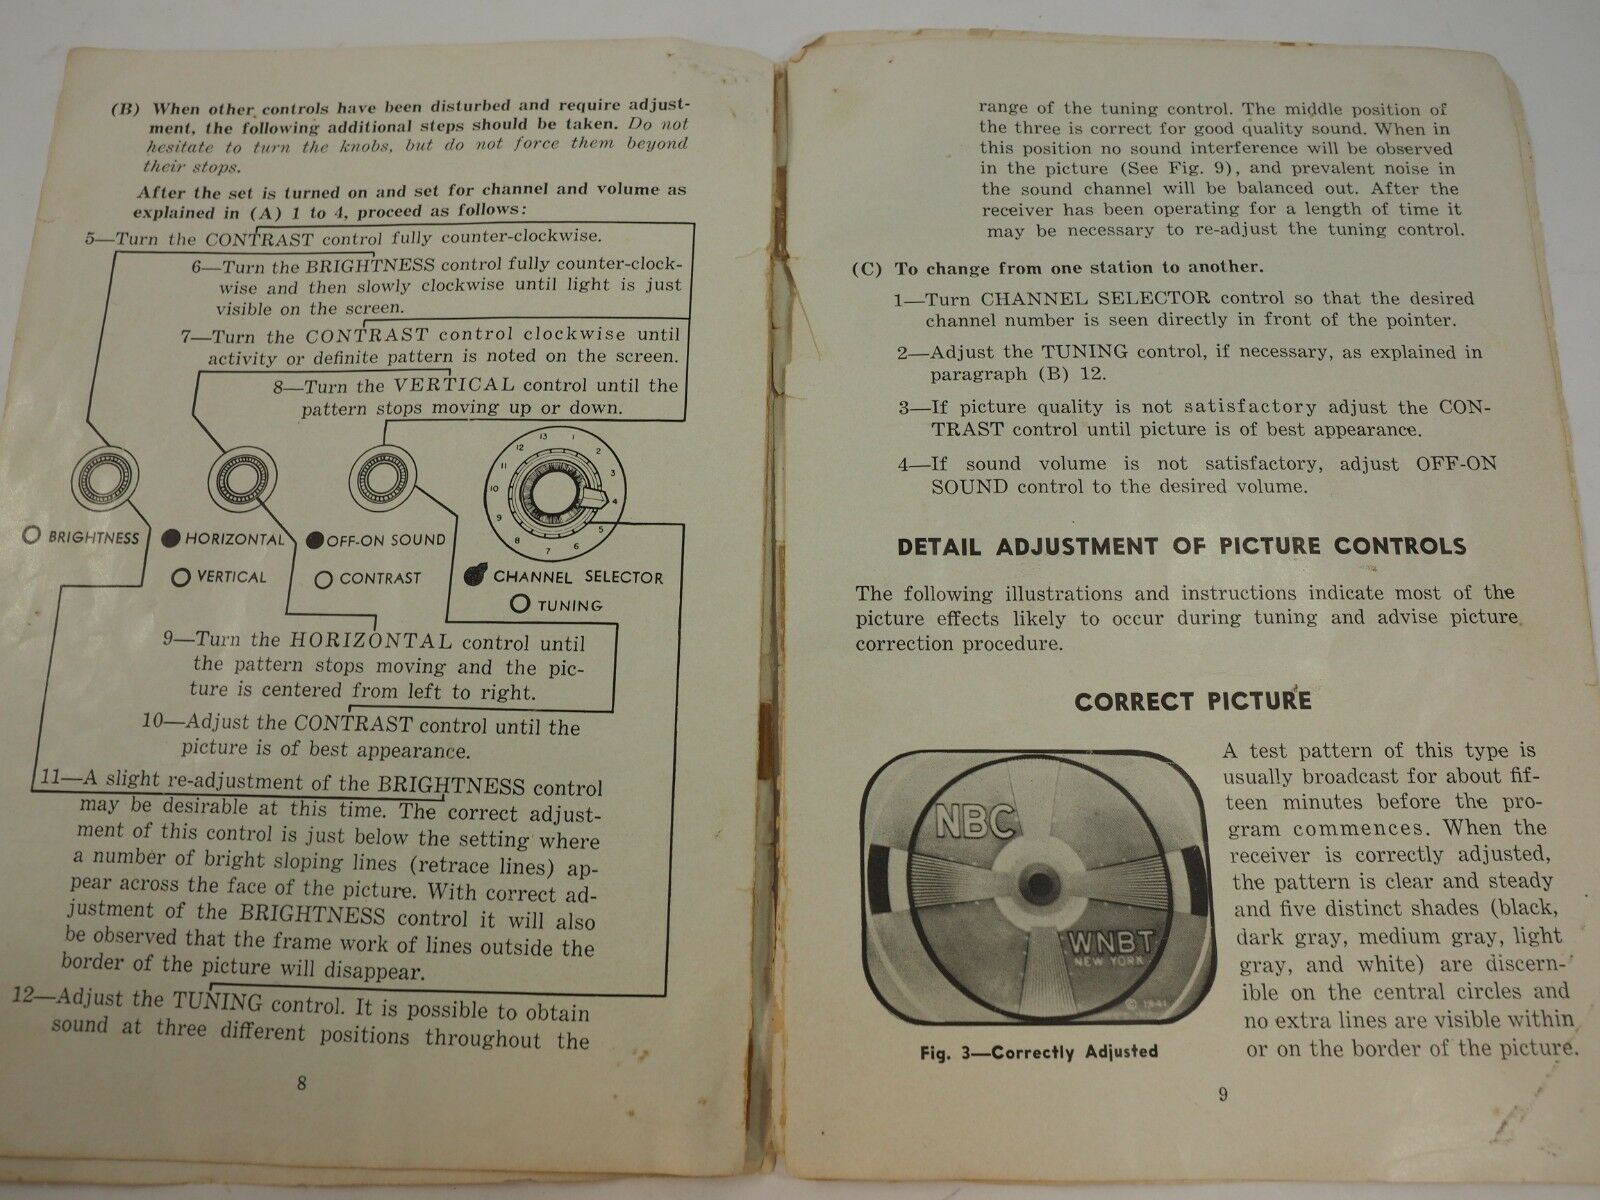 (B) When other controls have been disturbed and require adjust-
ment, the following additional steps should be taken. Do not
hesitate to turn the knobs, but do not force them beyond
their stops.
After the set is turned on and set for channel and volume as
explained in (A) 1 to 4, proceed as follows:
5—Turn the CONTRAST control fully counter-clockwise.
6—Turn the BRIGHTNESS control fully counter-clock-
wise and then slowly clockwise until light is just
visible on the screen.
7—Turn the CONTRAST control clockwise until
activity or definite pattern is noted on the screen.
8—Turn the VERTICAL control until the
pattern stops moving up or down.
1
2
3
4
5
6
7
8
9
10
11
12
13
BRIGHTNESS
HORIZONTAL
OFF-ON SOUND
VERTICAL
CONTRAST
CHANNEL SELECTOR
TUNING
9—Turn the HORIZONTAL control until
the pattern stops moving and the pic-
ture is centered from left to right.
10—Adjust the CONTRAST control until the
picture is of best appearance.
11—A slight re-adjustment of the BRIGHTNESS control
may be desirable at this time. The correct adjust-
ment of this control is just below the setting where
a number of bright sloping lines (retrace lines) ap-
pear across the face of the picture. With correct ad-
justment of the BRIGHTNESS control it will also
be observed that the frame work of lines outside the
border of the picture will disappear.
12—Adjust the TUNING control. It is possible to obtain
sound at three different positions throughout the
8
range of the tuning control. The middle position of
the three is correct for good quality sound. When in
this position no sound interference will be observed
in the picture (See Fig. 9), and prevalent noise in
the sound channel will be balanced out. After the
receiver has been operating for a length of time it
may be necessary to re-adjust the tuning control.
(C) To change from one station to another.
1—Turn CHANNEL SELECTOR control so that the desired
channel number is seen directly in front of the pointer.
2—Adjust the TUNING control, if necessary, as explained in
paragraph (B) 12.
3—If picture quality is not satisfactory adjust the CON-
TRAST control until picture is of best appearance.
4—If sound volume is not satisfactory, adjust OFF-ON
SOUND control to the desired volume.
DETAIL ADJUSTMENT OF PICTURE CONTROLS
The following illustrations and instructions indicate most of the
picture effects likely to occur during tuning and advise picture
correction procedure.
CORRECT PICTURE
NBC
WNBT
NEW YORK
© 1941
Fig. 3—Correctly Adjusted
A test pattern of this type is
usually broadcast for about fif-
teen minutes before the pro-
gram commences. When the
receiver is correctly adjusted,
the pattern is clear and steady
and five distinct shades (black,
dark gray, medium gray, light
gray, and white) are discern-
ible on the central circles and
no extra lines are visible within
or on the border of the picture.
9